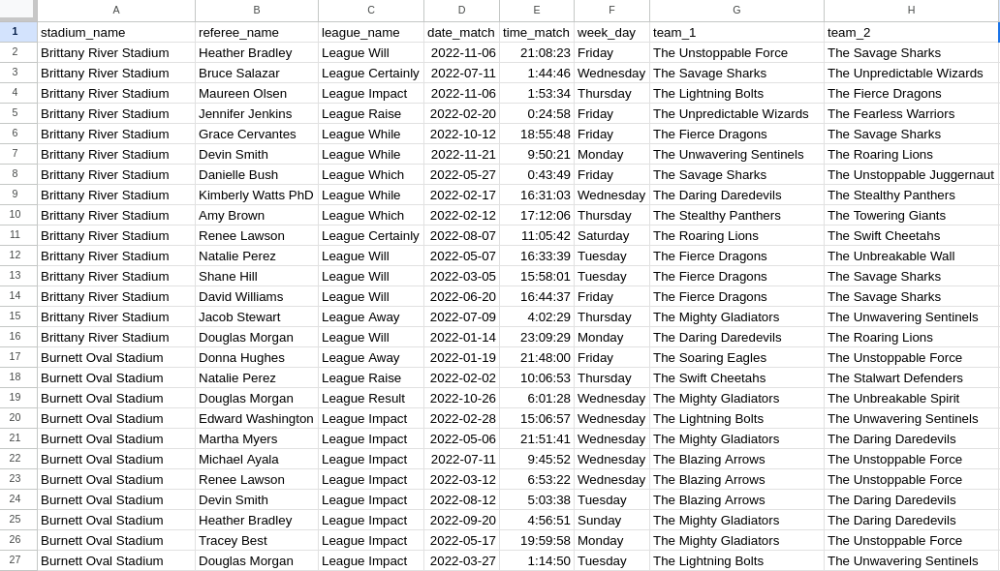 A B C D E F G H
1 stadium_name referee_name league_name date_match time_match week_day team_1 team_2
2 Brittany River Stadium Heather Bradley League Will 2022-11-06 21:08:23 Friday The Unstoppable Force The Savage Sharks
3 Brittany River Stadium Bruce Salazar League Certainly 2022-07-11 1:44:46 Wednesday The Savage Sharks The Unpredictable Wizards
4 Brittany River Stadium Maureen Olsen League Impact 2022-11-06 1:53:34 Thursday The Lightning Bolts The Fierce Dragons
5 Brittany River Stadium Jennifer Jenkins League Raise 2022-02-20 0:24:58 Friday The Unpredictable Wizards The Fearless Warriors
6 Brittany River Stadium Grace Cervantes League While 2022-10-12 18:55:48 Friday The Fierce Dragons The Savage Sharks
7 Brittany River Stadium Devin Smith League While 2022-11-21 9:50:21 Monday The Unwavering Sentinels The Roaring Lions
8 Brittany River Stadium Danielle Bush League Which 2022-05-27 0:43:49 Friday The Savage Sharks The Unstoppable Juggernaut
9 Brittany River Stadium Kimberly Watts PhD League While 2022-02-17 16:31:03 Wednesday The Daring Daredevils The Stealthy Panthers
10 Brittany River Stadium Amy Brown League Which 2022-02-12 17:12:06 Thursday The Stealthy Panthers The Towering Giants
11 Brittany River Stadium Renee Lawson League Certainly 2022-08-07 11:05:42 Saturday The Roaring Lions The Swift Cheetahs
12 Brittany River Stadium Natalie Perez League Will 2022-05-07 16:33:39 Tuesday The Fierce Dragons The Unbreakable Wall
13 Brittany River Stadium Shane Hill League Will 2022-03-05 15:58:01 Tuesday The Fierce Dragons The Savage Sharks
14 Brittany River Stadium David Williams League Will 2022-06-20 16:44:37 Friday The Fierce Dragons The Savage Sharks
15 Brittany River Stadium Jacob Stewart League Away 2022-07-09 4:02:29 Thursday The Mighty Gladiators The Unwavering Sentinels
16 Brittany River Stadium Douglas Morgan League Will 2022-01-14 23:09:29 Monday The Daring Daredevils The Roaring Lions
17 Burnett Oval Stadium Donna Hughes League Away 2022-01-19 21:48:00 Friday The Soaring Eagles The Unstoppable Force
18 Burnett Oval Stadium Natalie Perez League Raise 2022-02-02 10:06:53 Thursday The Swift Cheetahs The Stalwart Defenders
19 Burnett Oval Stadium Douglas Morgan League Result 2022-10-26 6:01:28 Wednesday The Mighty Gladiators The Unbreakable Spirit
20 Burnett Oval Stadium Edward Washington League Impact 2022-02-28 15:06:57 Wednesday The Lightning Bolts The Unwavering Sentinels
21 Burnett Oval Stadium Martha Myers League Impact 2022-05-06 21:51:41 Wednesday The Mighty Gladiators The Daring Daredevils
22 Burnett Oval Stadium Michael Ayala League Impact 2022-07-11 9:45:52 Wednesday The Blazing Arrows The Unstoppable Force
23 Burnett Oval Stadium Renee Lawson League Impact 2022-03-12 6:53:22 Wednesday The Blazing Arrows The Unstoppable Force
24 Burnett Oval Stadium Devin Smith League Impact 2022-08-12 5:03:38 Tuesday The Blazing Arrows The Daring Daredevils
25 Burnett Oval Stadium Heather Bradley League Impact 2022-09-20 4:56:51 Sunday The Mighty Gladiators The Daring Daredevils
26 Burnett Oval Stadium Tracey Best League Impact 2022-05-17 19:59:58 Monday The Mighty Gladiators The Unstoppable Force
27 Burnett Oval Stadium Douglas Morgan League Impact 2022-03-27 1:14:50 Tuesday The Lightning Bolts The Unwavering Sentinels